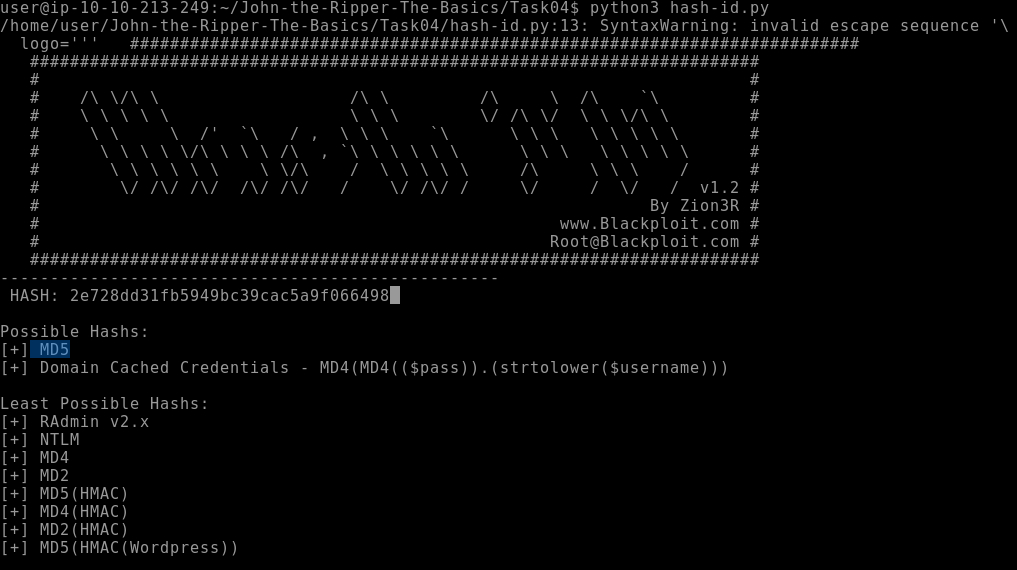 user@ip-10-10-213-249:~/John-the-Ripper-The-Basics/Task04$ python3 hash-id.py
/home/user/John-the-Ripper-The-Basics/Task04/hash-id.py:13: SyntaxWarning: invalid escape sequence '\
  logo='''   #########################################################################
   #########################################################################
   #                                                                       #
   #    /\ \/\ \                   /\ \         /\     \  /\    `\         #
   #    \ \ \ \ \                  \ \ \        \/ /\ \/  \ \ \/\ \        #
   #     \ \     \  /'  `\   / ,  \ \ \    `\      \ \ \   \ \ \ \ \       #
   #      \ \ \ \ \/\ \ \ \ /\  , `\ \ \ \ \ \      \ \ \   \ \ \ \ \      #
   #       \ \ \ \ \ \    \ \/\    /  \ \ \ \ \     /\     \ \ \    /      #
   #        \/ /\/ /\/  /\/ /\/   /    \/ /\/ /     \/     /  \/   /  v1.2 #
   #                                                             By Zion3R #
   #                                                    www.Blackploit.com #
   #                                                   Root@Blackploit.com #
   #########################################################################
--------------------------------------------------
 HASH: 2e728dd31fb5949bc39cac5a9f066498
Possible Hashs:
[+] MD5
[+] Domain Cached Credentials - MD4(MD4(($pass)).(strtolower($username)))
Least Possible Hashs:
[+] RAdmin v2.x
[+] NTLM
[+] MD4
[+] MD2
[+] MD5(HMAC)
[+] MD4(HMAC)
[+] MD2(HMAC)
[+] MD5(HMAC(Wordpress))